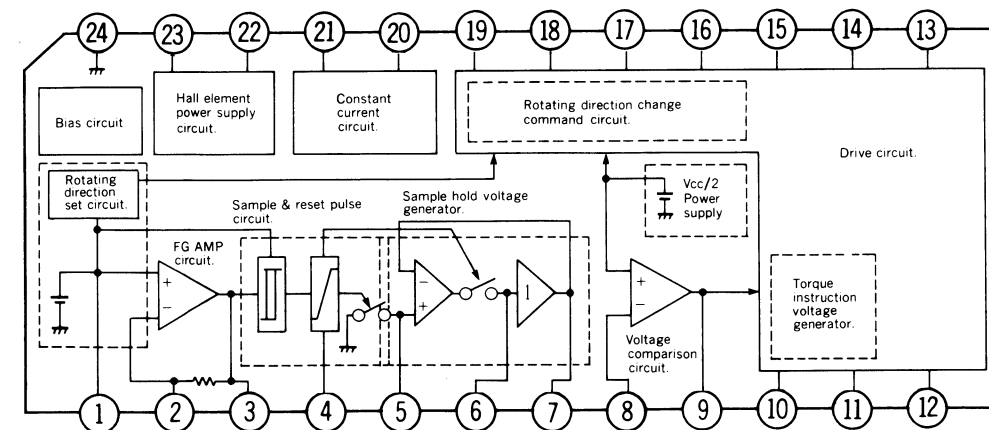 24 23 22 21 20 19 18 17 16 15 14 13
Bias circuit
Hall element
power supply
circuit.
Constant
current
circuit.
Rotating direction change
command circuit.
Drive circuit.
Rotating
direction
set circuit.
Sample & reset pulse
circuit.
Sample hold voltage
generator.
Vcc/2
Power
supply
FG AMP
circuit.
+
−
−
+
1
+
−
Voltage
comparison
circuit.
Torque
instruction
voltage
generator.
1 2 3 4 5 6 7 8 9 10 11 12